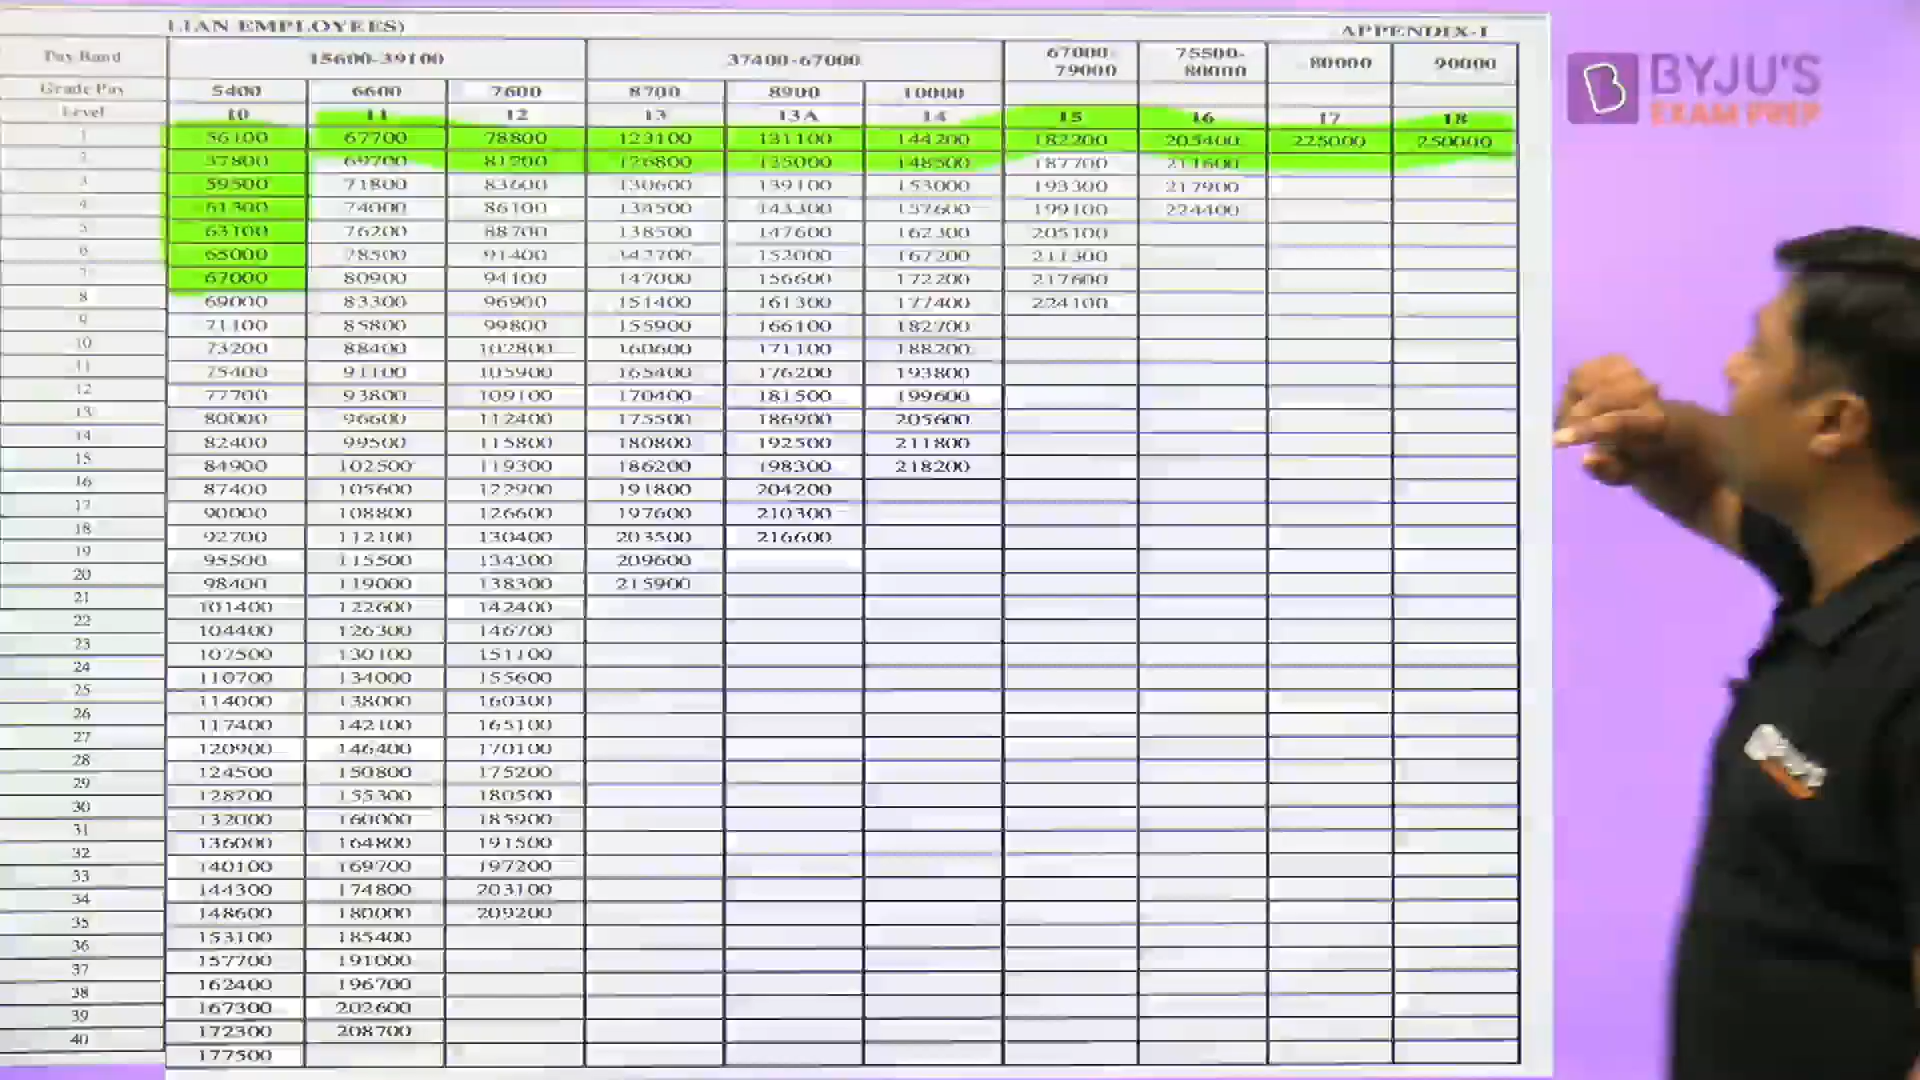 LIAN EMPLOYEES) APPENDIX-I
Pay Band 15600-39100 37400-67000 67000-79000 75500-80000 80000 90000
Grade Pay 5400 6600 7600 8700 8900 10000
Level 10 11 12 13 13A 14 15 16 17 18
1 56100 67700 78800 123100 131100 144200 182200 205400 225000 250000
2 57800 69700 81200 126800 135000 148500 187700 211600
3 59500 71800 83600 130600 139100 153000 193300 217900
4 61300 74000 86100 134500 143300 157600 199100 224400
5 63100 76200 88700 138500 147600 162300 205100
6 65000 78500 91400 142700 152000 167200 211300
7 67000 80900 94100 147000 156600 172200 217600
8 69000 83300 96900 151400 161300 177400 224100
9 71100 85800 99800 155900 166100 182700
10 73200 88400 102800 160600 171100 188200
11 75400 91100 105900 165400 176200 193800
12 77700 93800 109100 170400 181500 199600
13 80000 96600 112400 175500 186900 205600
14 82400 99500 115800 180800 192500 211800
15 84900 102500 119300 186200 198300 218200
16 87400 105600 122900 191800 204200
17 90000 108800 126600 197600 210300
18 92700 112100 130400 203500 216600
19 95500 115500 134300 209600
20 98400 119000 138300 215900
21 101400 122600 142400
22 104400 126300 146700
23 107500 130100 151100
24 110700 134000 155600
25 114000 138000 160300
26 117400 142100 165100
27 120900 146400 170100
28 124500 150800 175200
29 128200 155300 180500
30 132000 160000 185900
31 136000 164800 191500
32 140100 169700 197200
33 144300 174800 203100
34 148600 180000 209200
35 153100 185400
36 157700 191000
37 162400 196700
38 167300 202600
39 172300 208700
40 177500
BYJU'S
EXAM PREP